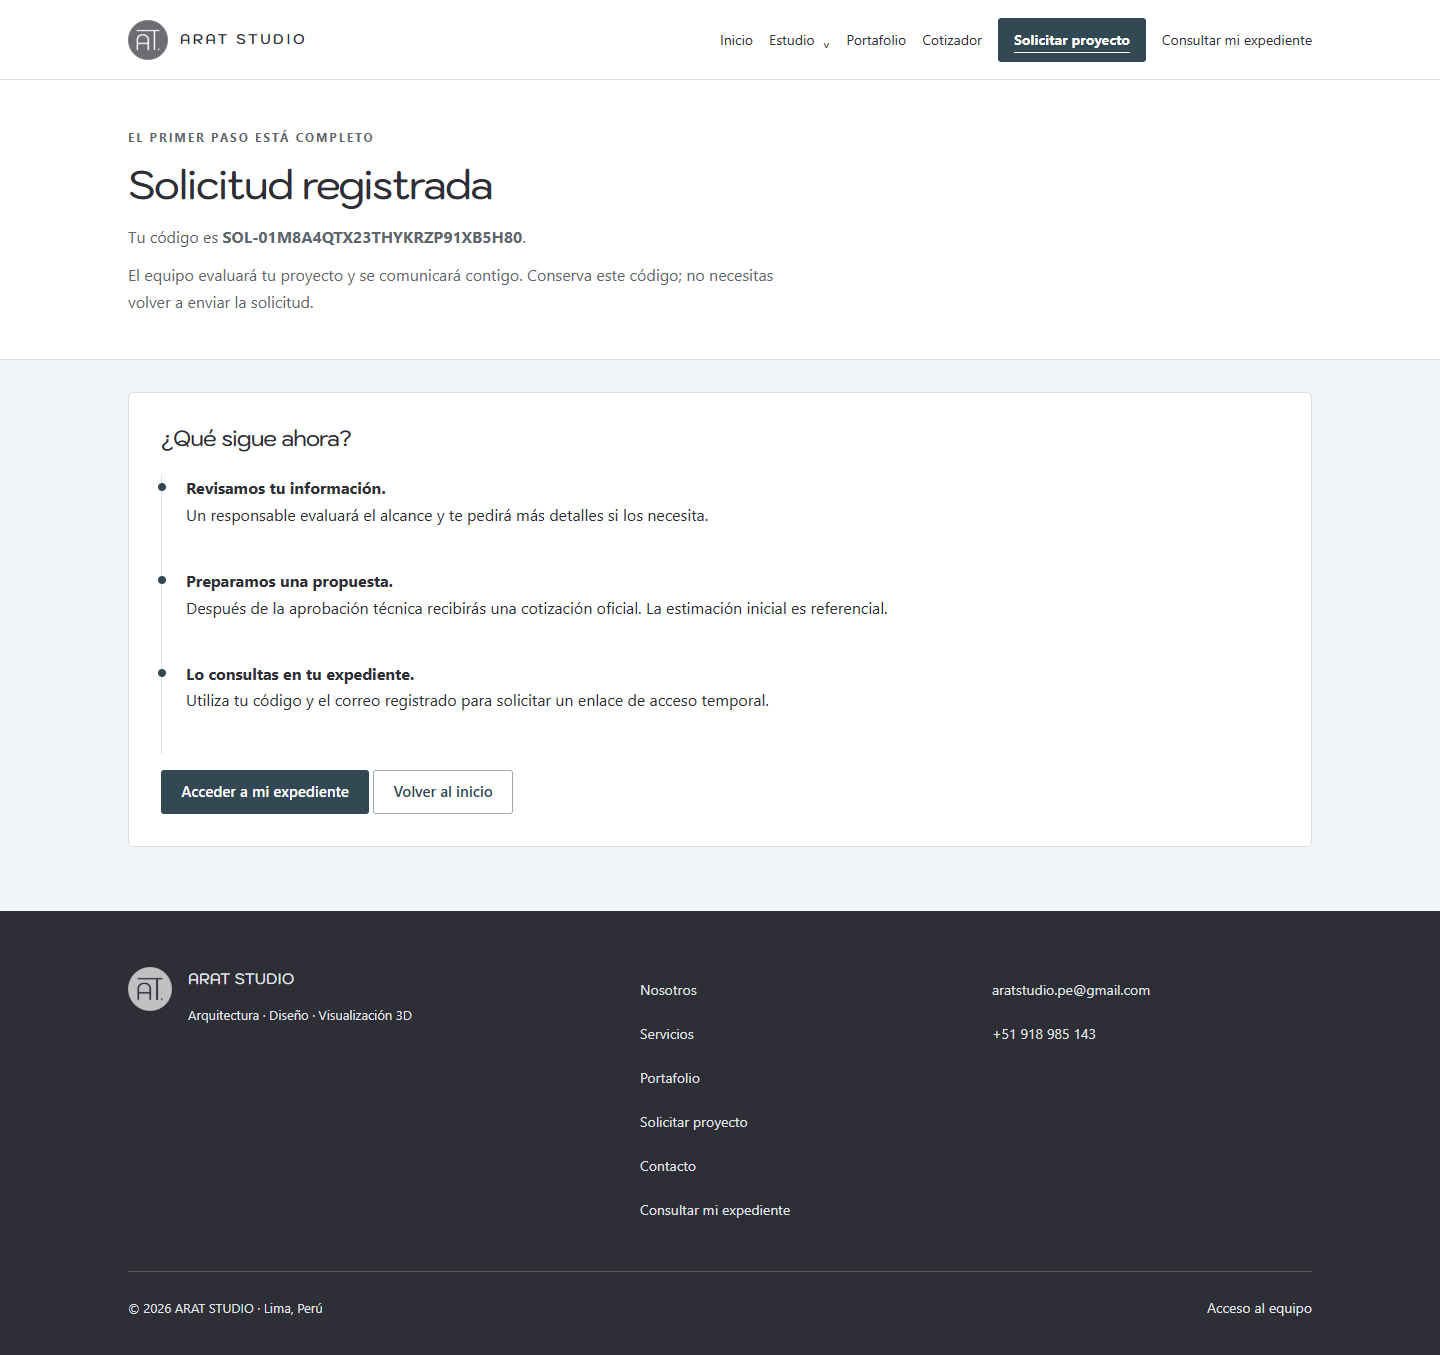 AT.
ARAT STUDIO
Inicio Estudio v Portafolio Cotizador Solicitar proyecto Consultar mi expediente
EL PRIMER PASO ESTÁ COMPLETO
Solicitud registrada
Tu código es SOL-01M8A4QTX23THYKRZP91XB5H80.
El equipo evaluará tu proyecto y se comunicará contigo. Conserva este código; no necesitas
volver a enviar la solicitud.
¿Qué sigue ahora?
Revisamos tu información.
Un responsable evaluará el alcance y te pedirá más detalles si los necesita.
Preparamos una propuesta.
Después de la aprobación técnica recibirás una cotización oficial. La estimación inicial es referencial.
Lo consultas en tu expediente.
Utiliza tu código y el correo registrado para solicitar un enlace de acceso temporal.
Acceder a mi expediente Volver al inicio
AT.
ARAT STUDIO
Arquitectura · Diseño · Visualización 3D
Nosotros
Servicios
Portafolio
Solicitar proyecto
Contacto
Consultar mi expediente
aratstudio.pe@gmail.com
+51 918 985 143
© 2026 ARAT STUDIO · Lima, Perú
Acceso al equipo